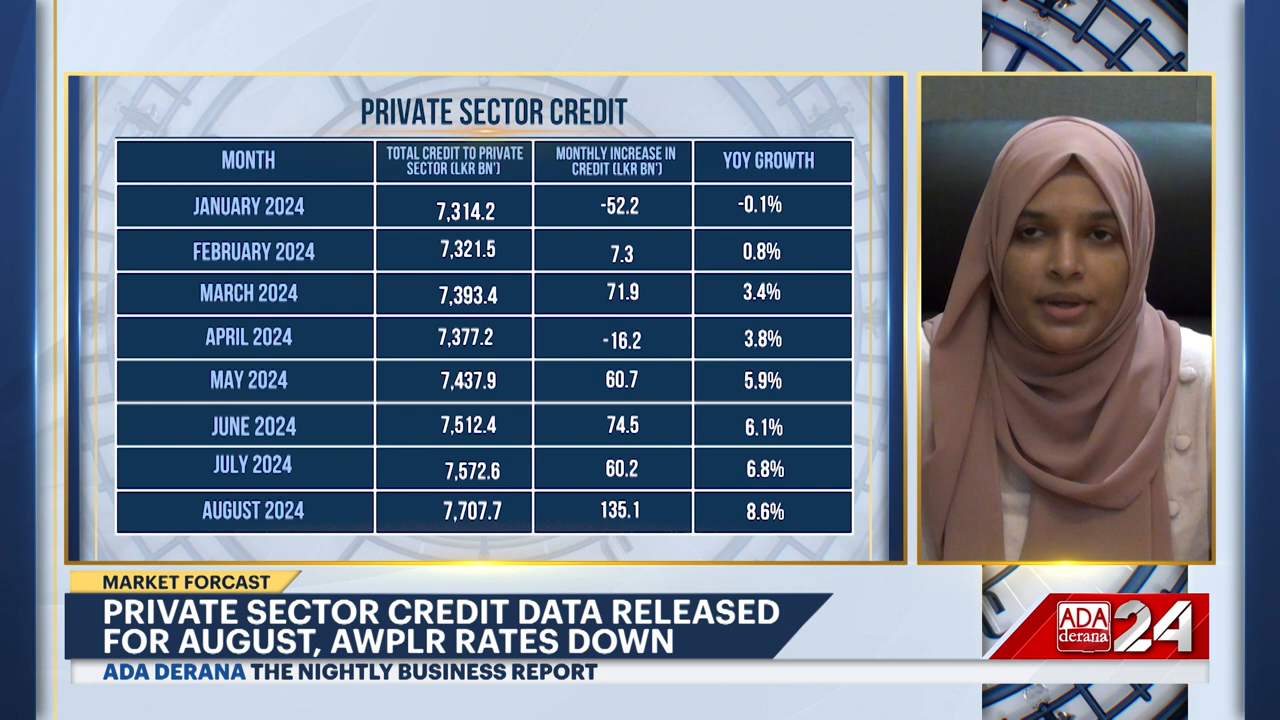 PRIVATE SECTOR CREDIT
MONTH
TOTAL CREDIT TO PRIVATE
SECTOR (LKR BN')
MONTHLY INCREASE IN
CREDIT (LKR BN')
YOY GROWTH
JANUARY 2024 7,314.2 -52.2 -0.1%
FEBRUARY 2024 7,321.5 7.3 0.8%
MARCH 2024 7,393.4 71.9 3.4%
APRIL 2024 7,377.2 -16.2 3.8%
MAY 2024 7,437.9 60.7 5.9%
JUNE 2024 7,512.4 74.5 6.1%
JULY 2024 7,572.6 60.2 6.8%
AUGUST 2024 7,707.7 135.1 8.6%
MARKET FORCAST
PRIVATE SECTOR CREDIT DATA RELEASED
FOR AUGUST, AWPLR RATES DOWN
ADA DERANA THE NIGHTLY BUSINESS REPORT
ADA
derana
24